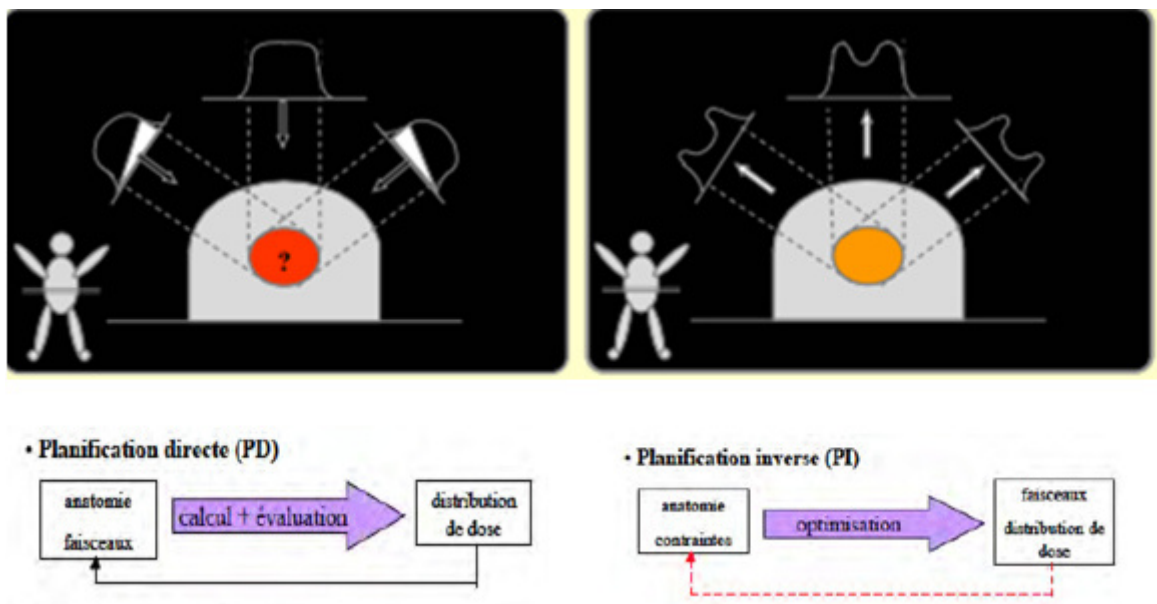 ?
• Planification directe (PD)
anatomie
faisceaux
calcul + évaluation
distribution
de dose
• Planification inverse (PI)
anatomie
contraintes
optimisation
faisceaux
distribution de
dose